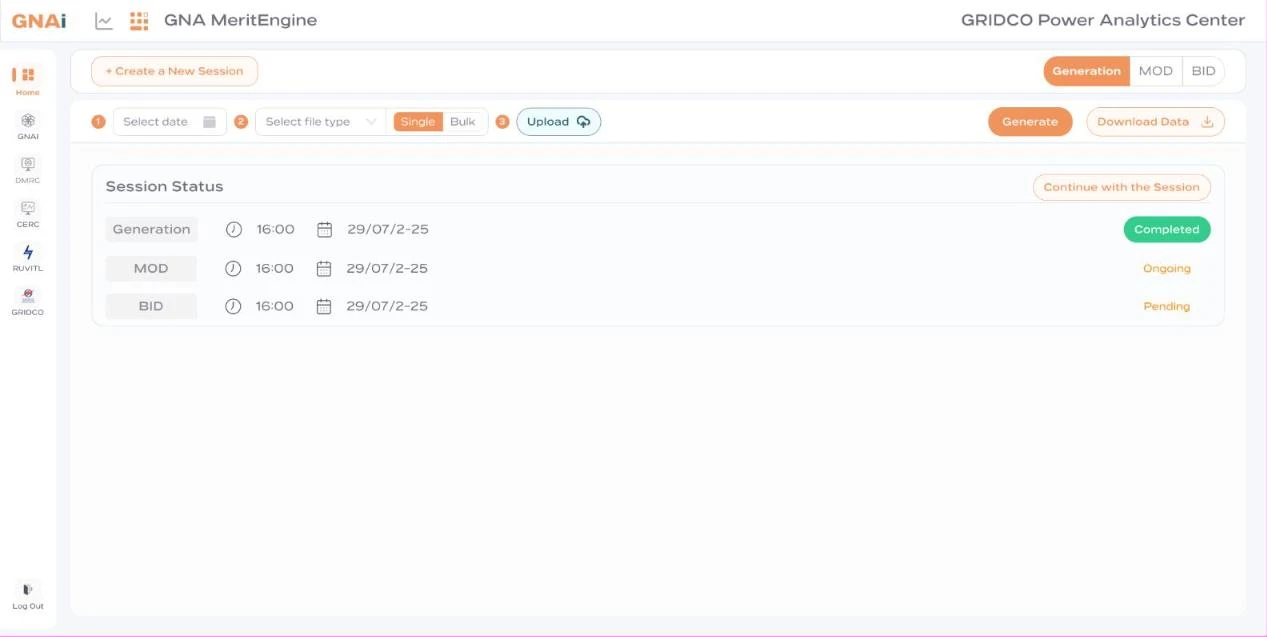 GNAi GNA MeritEngine GRIDCO Power Analytics Center
+ Create a New Session Generation MOD BID
1 Select date 2 Select file type Single Bulk 3 Upload Generate Download Data
Home
GNAI
DMRC
CERC
RUVITL
GRIDCO
Session Status Continue with the Session
Generation 16:00 29/07/2-25 Completed
MOD 16:00 29/07/2-25 Ongoing
BID 16:00 29/07/2-25 Pending
Log Out